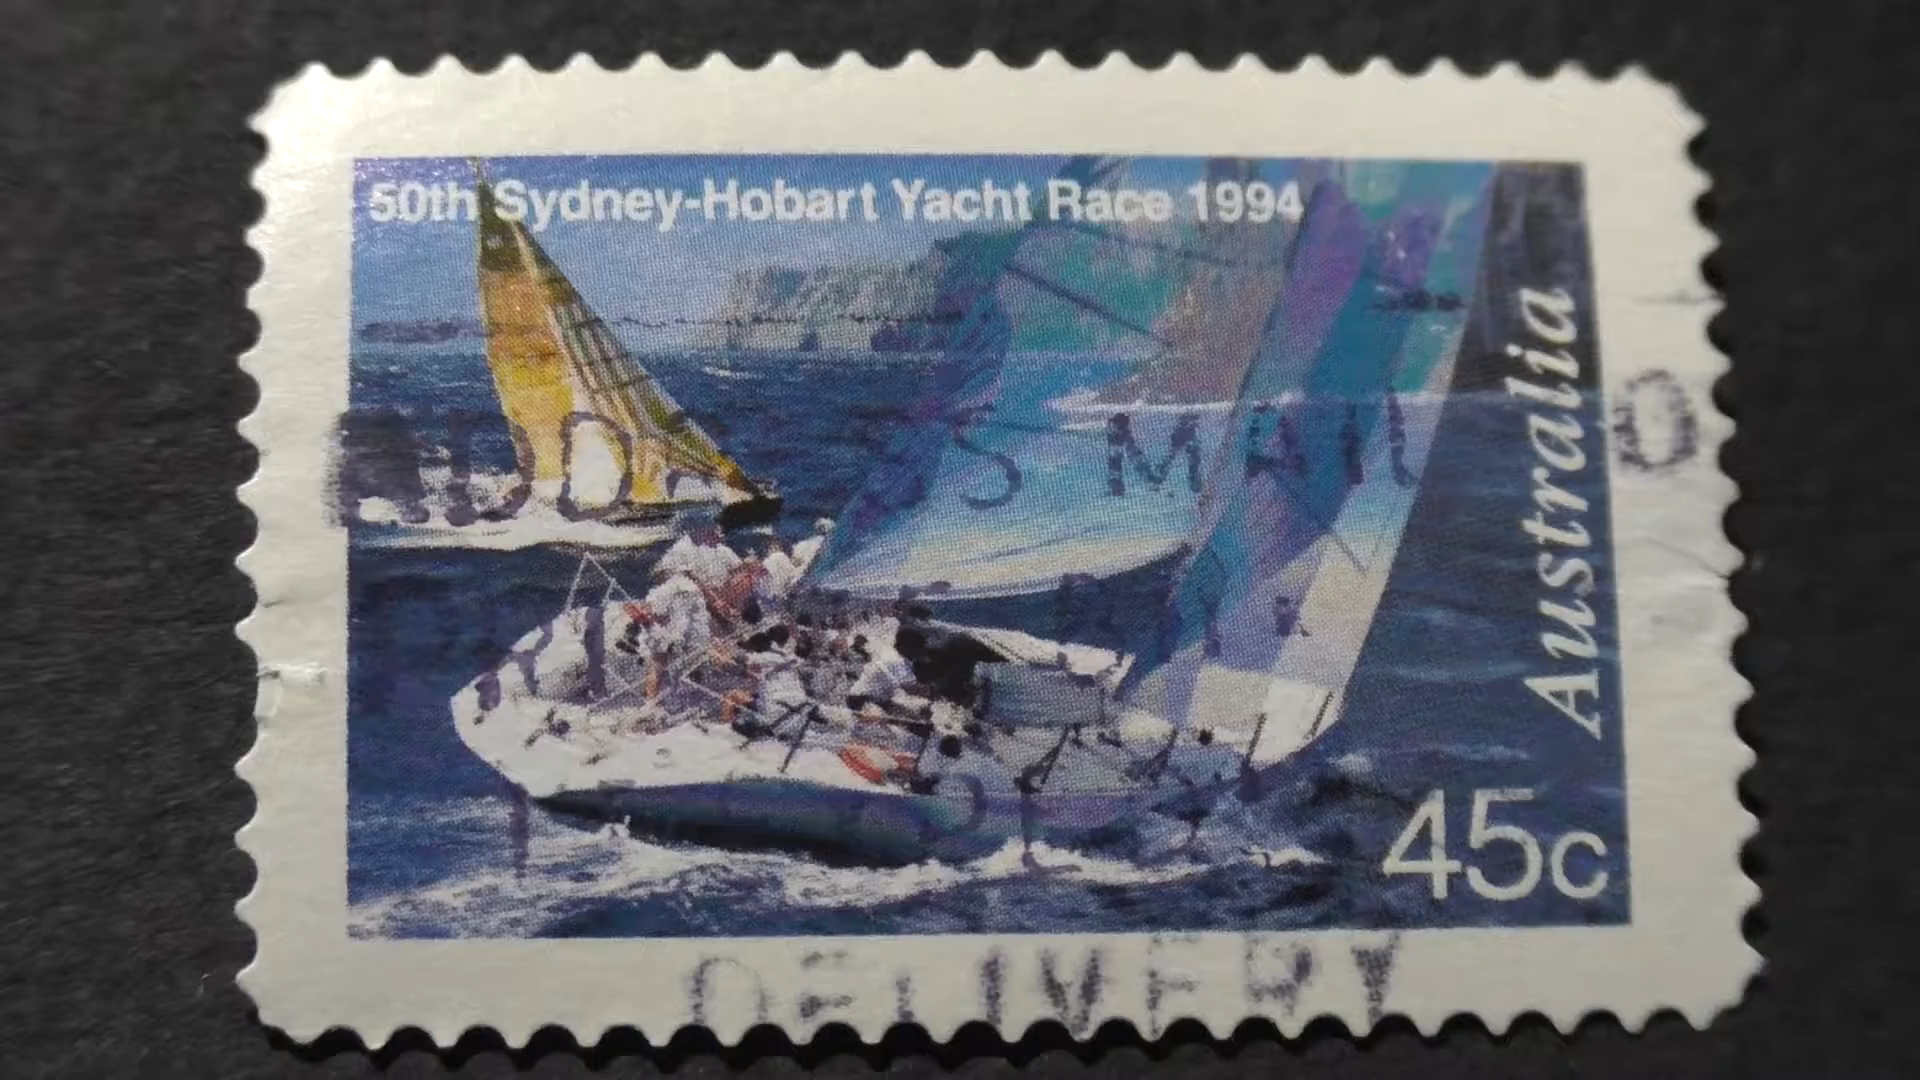 50th Sydney-Hobart Yacht Race 1994
Australia
MAIL
45c
DELIVERY